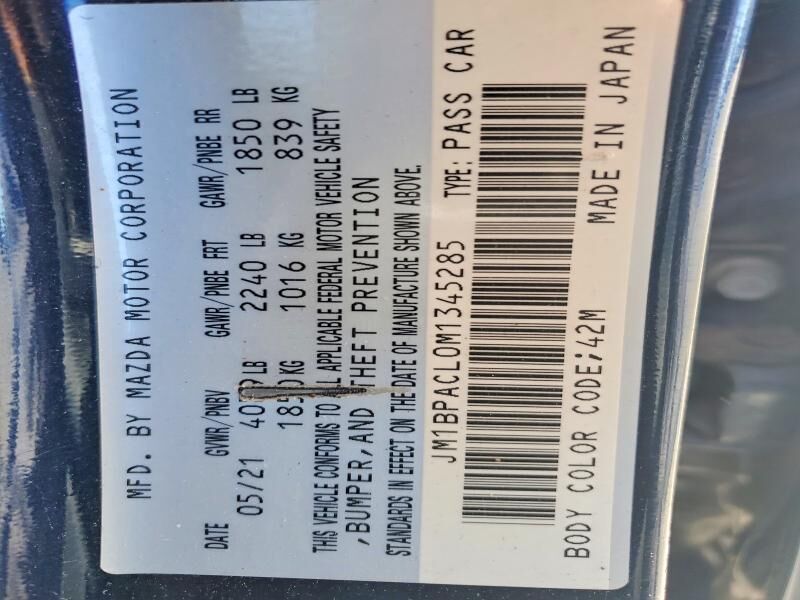 MFD. BY MAZDA MOTOR CORPORATION
DATE GVWR/PNBV GAWR/PNBE FRT GAWR/PNBE RR
05/21 LB 2240 LB 1850 LB
KG 1016 KG 839 KG
THIS VEHICLE CONFORMS TO APPLICABLE FEDERAL MOTOR VEHICLE SAFETY
,BUMPER,AND THEFT PREVENTION
STANDARDS IN EFFECT ON THE DATE OF MANUFACTURE SHOWN ABOVE.
JM1BPACL0M1345285 TYPE: PASS CAR
BODY COLOR CODE;42M MADE IN JAPAN